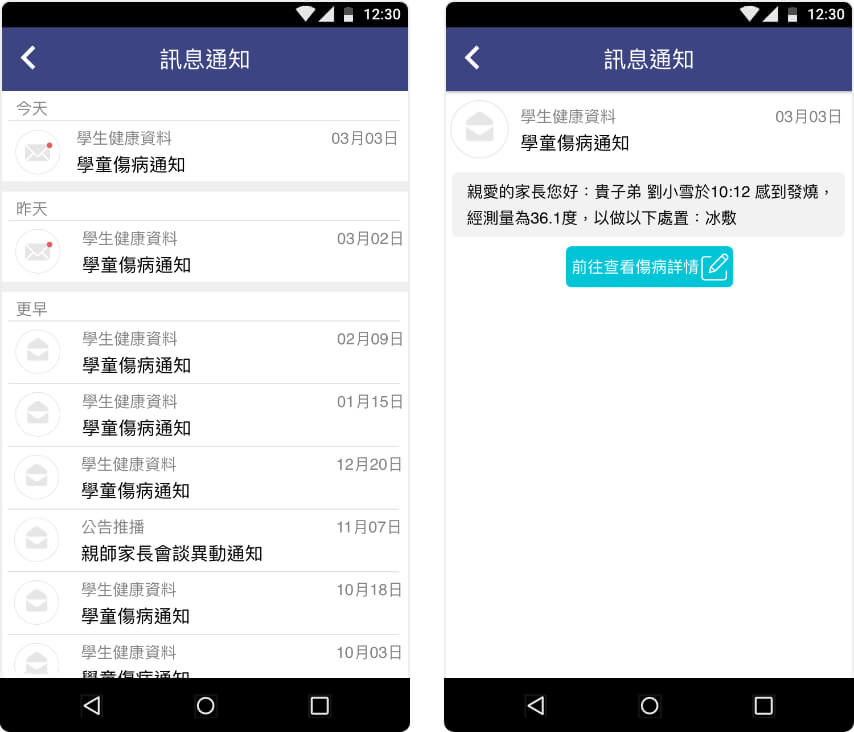 12:30
訊息通知
今天
學生健康資料 03月03日
學童傷病通知
昨天
學生健康資料 03月02日
學童傷病通知
更早
學生健康資料 02月09日
學童傷病通知
學生健康資料 01月15日
學童傷病通知
學生健康資料 12月20日
學童傷病通知
公告推播 11月07日
親師家長會談異動通知
學生健康資料 10月18日
學童傷病通知
學生健康資料 10月03日
學童傷病通知
12:30
訊息通知
學生健康資料 03月03日
學童傷病通知
親愛的家長您好：貴子弟 劉小雪於10:12 感到發燒，
經測量為36.1度，以做以下處置：冰敷
前往查看傷病詳情